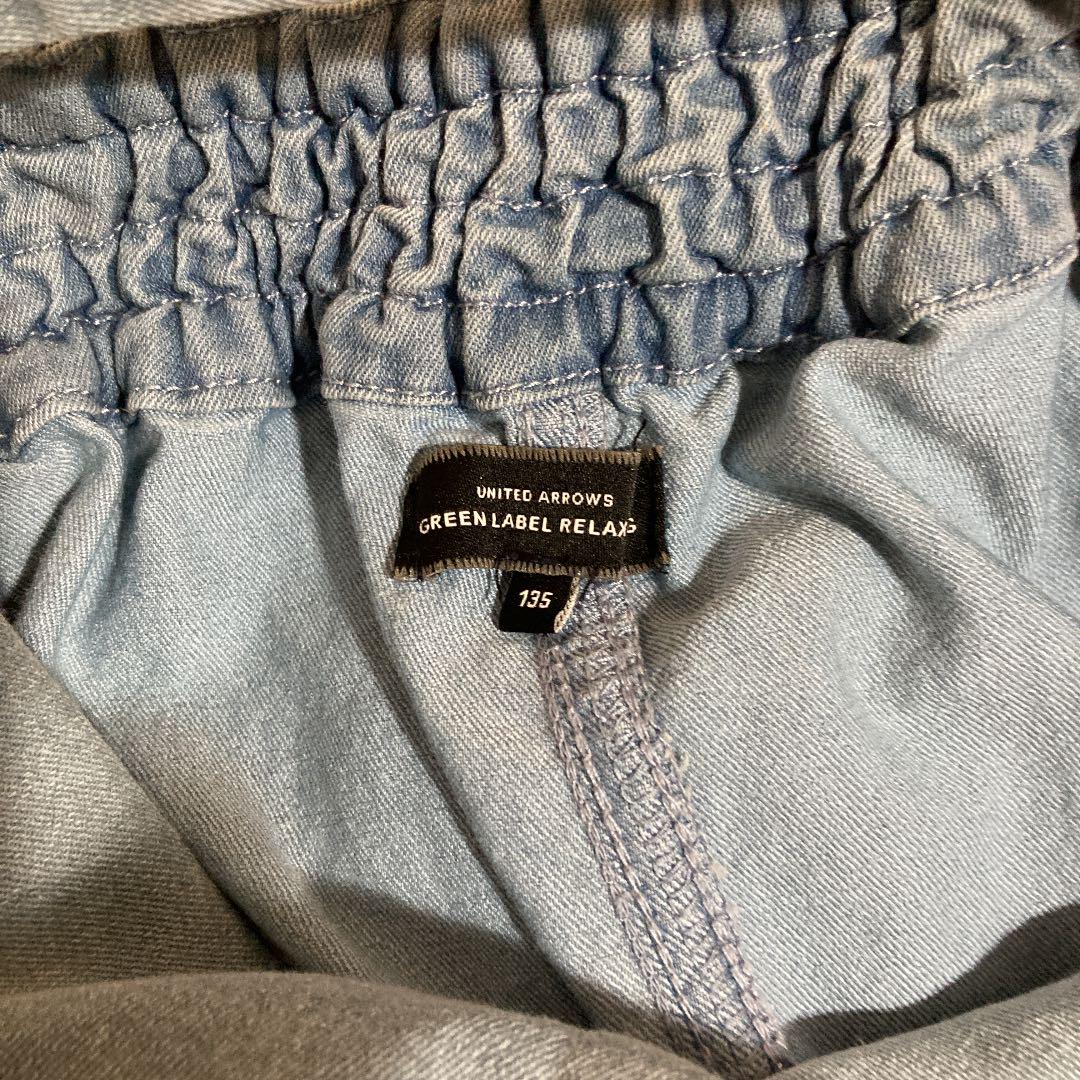 UNITED ARROWS
GREEN LABEL RELAXG
135